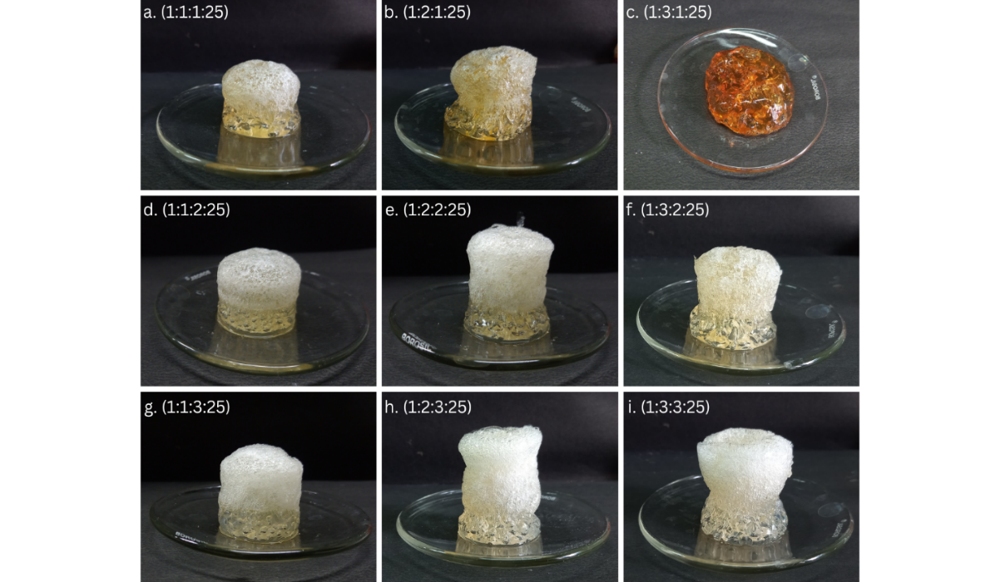 a. (1:1:1:25)
b. (1:2:1:25)
c. (1:3:1:25)
BOROSIL
d. (1:1:2:25)
e. (1:2:2:25)
f. (1:3:2:25)
BOROSIL
g. (1:1:3:25)
h. (1:2:3:25)
i. (1:3:3:25)